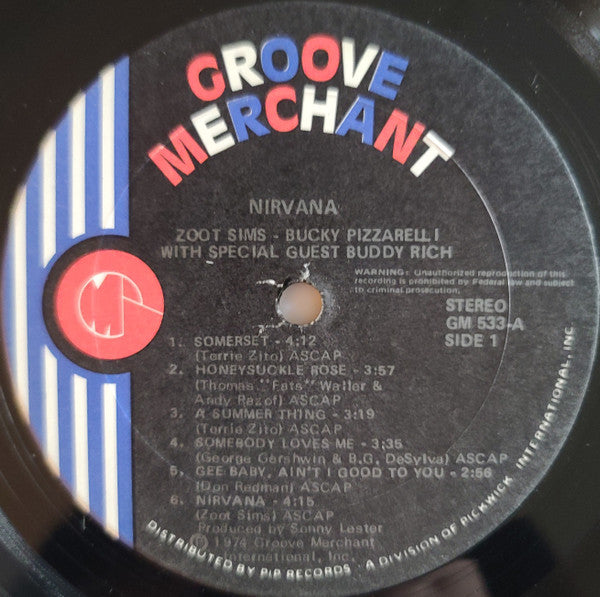 GROOVE
MERCHANT
NIRVANA
ZOOT SIMS - BUCKY PIZZARELLI
WITH SPECIAL GUEST BUDDY RICH
WARNING: Unauthorized reproduction of this
recording is prohibited by Federal law and subject
to criminal prosecution.
STEREO
GM 533-A
SIDE 1
1. SOMERSET - 4:12
(Terrie Zito) ASCAP
2. HONEYSUCKLE ROSE - 3:57
(Thomas "Fats" Waller &
Andy Razof) ASCAP
3. A SUMMER THING - 3:19
(Terrie Zito) ASCAP
4. SOMEBODY LOVES ME - 3:35
(George Gershwin & B.G. DeSylva) ASCAP
5. GEE BABY, AIN'T I GOOD TO YOU - 2:56
(Don Redman) ASCAP
6. NIRVANA - 4:15
(Zoot Sims) ASCAP
Produced by Sonny Lester
Ⓟ 1974 Groove Merchant
International, Inc.
DISTRIBUTED BY PIP RECORDS - A DIVISION OF PICKWICK INTERNATIONAL, INC.